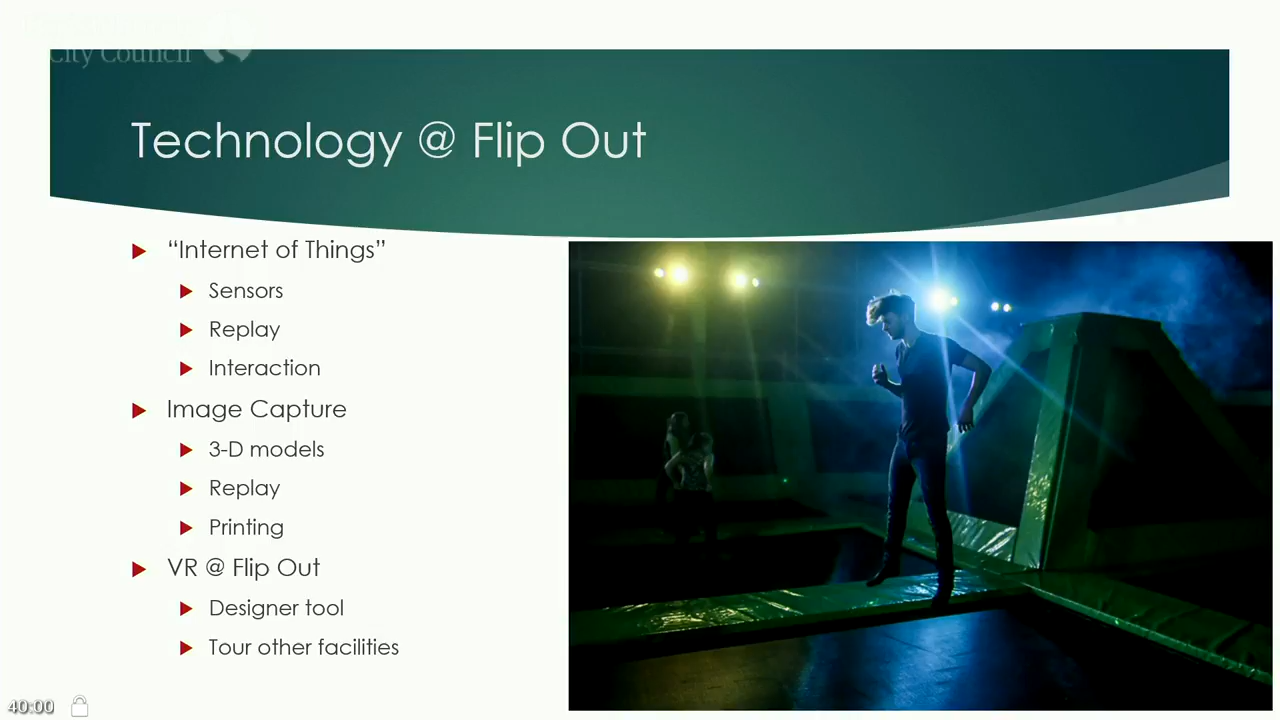 City Council
Technology @ Flip Out
“Internet of Things”
Sensors
Replay
Interaction
Image Capture
3-D models
Replay
Printing
VR @ Flip Out
Designer tool
Tour other facilities
40:00